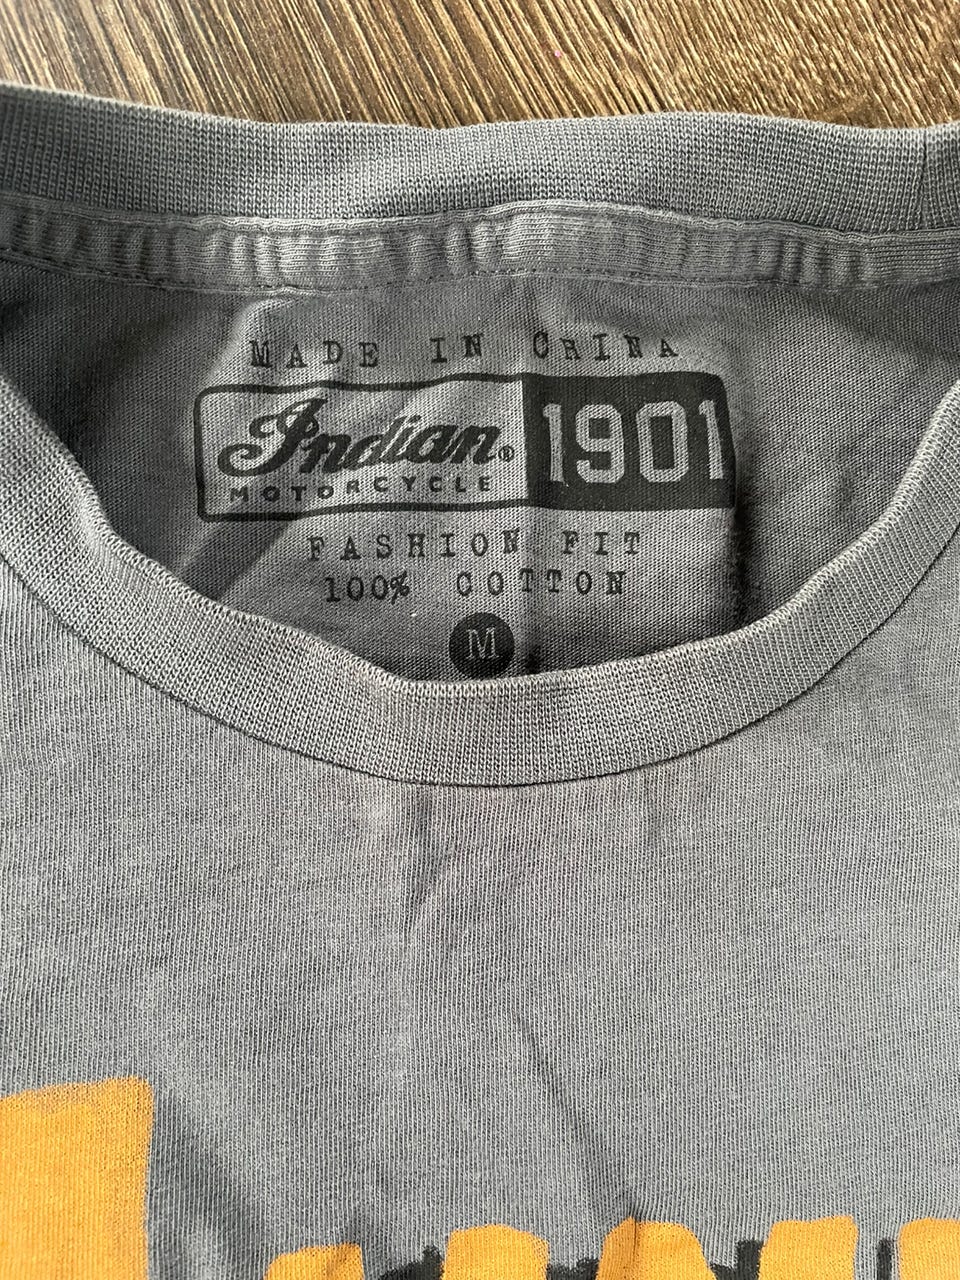 MADE IN CHINA
Indian® 1901
MOTORCYCLE
FASHION FIT
100% COTTON
M